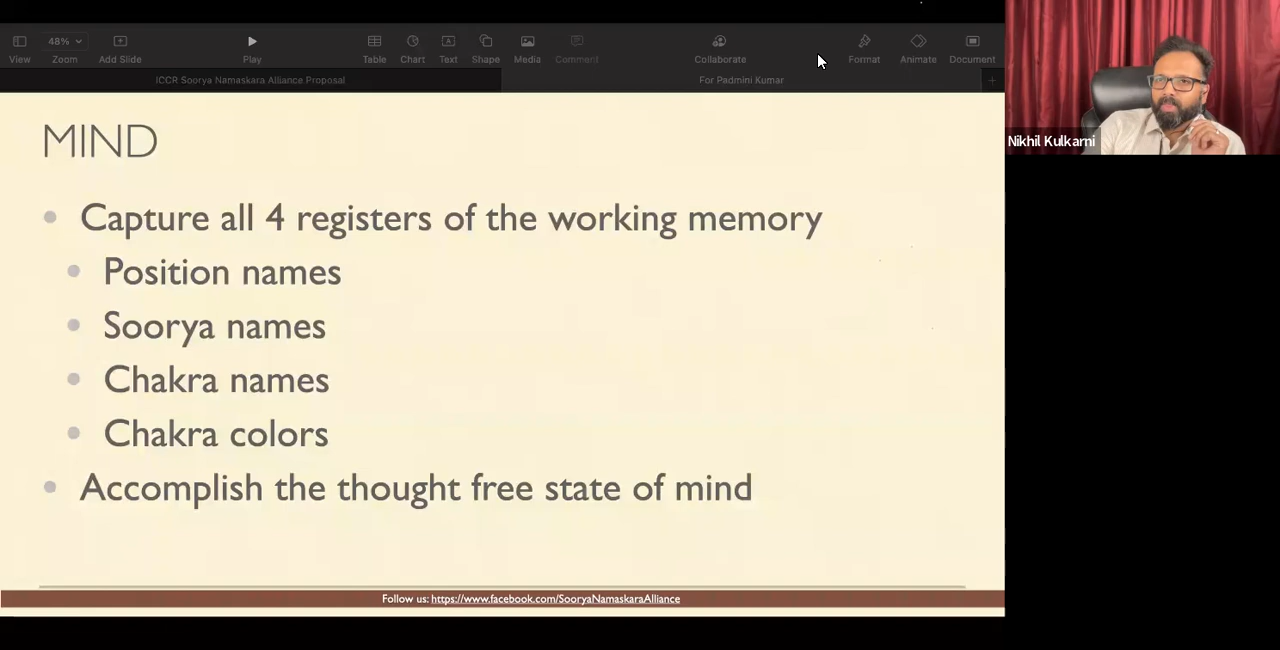 48%
View Zoom Add Slide Play Table Chart Text Shape Media Comment Collaborate Format Animate Document
ICCR Soorya Namaskara Alliance Proposal For Padmini Kumar
Nikhil Kulkarni
MIND
Capture all 4 registers of the working memory
Position names
Soorya names
Chakra names
Chakra colors
Accomplish the thought free state of mind
Follow us: https://www.facebook.com/SooryaNamaskaraAlliance